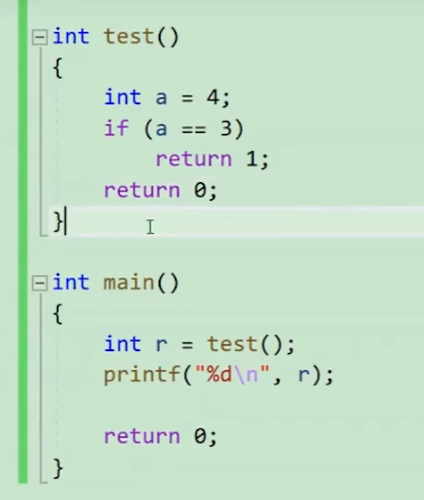 int test()
{
    int a = 4;
    if (a == 3)
        return 1;
    return 0;
}
int main()
{
    int r = test();
    printf("%d\n", r);
    return 0;
}